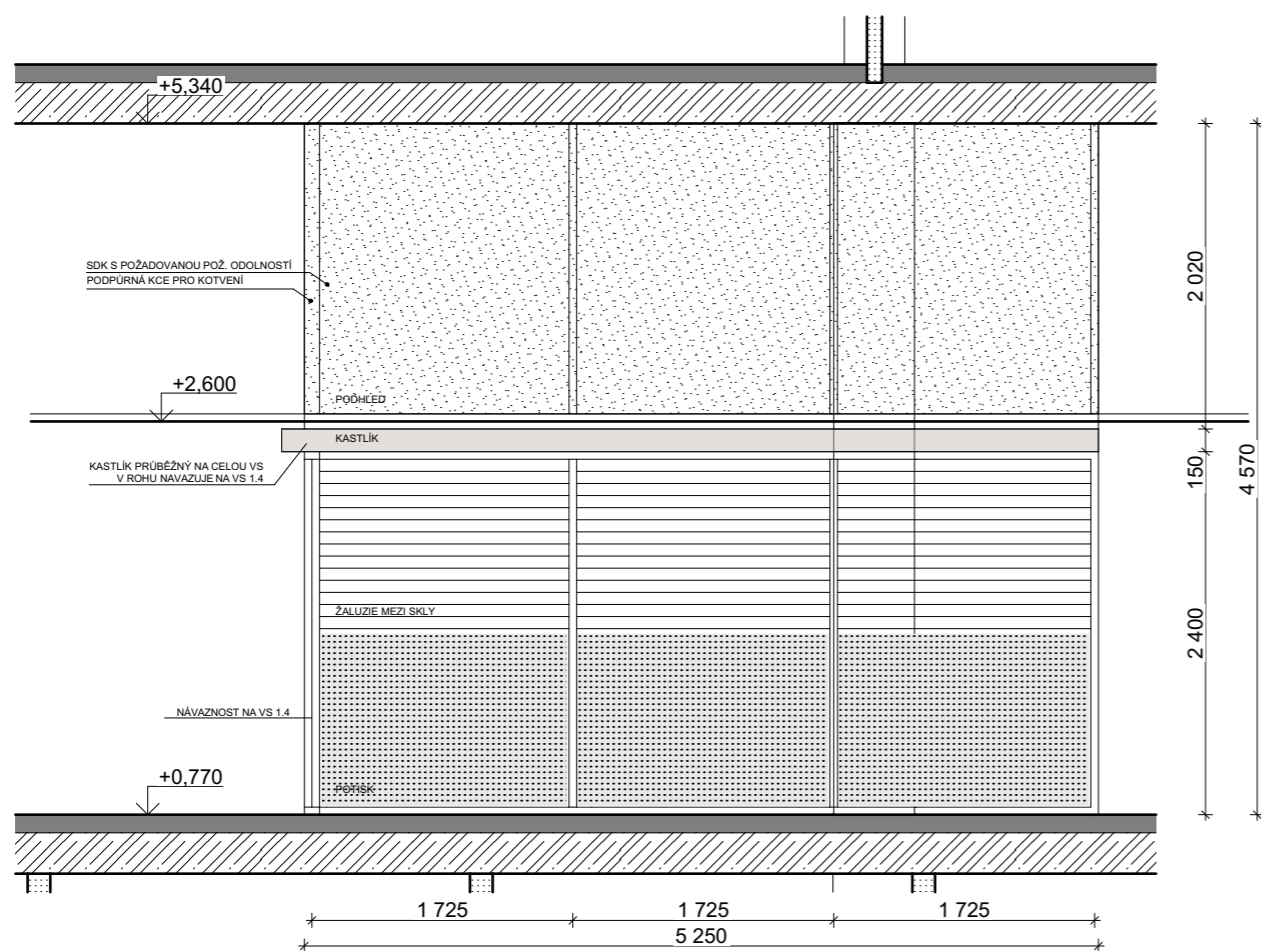 +5,340
SDK S POŽADOVANOU POŽ. ODOLNOSTÍ
PODPŮRNÁ KCE PRO KOTVENÍ
2 020
+2,600
PODHLED
KASTLÍK
KASTLÍK PRŮBĚŽNÝ NA CELOU VS
V ROHU NAVAZUJE NA VS 1.4
150
4 570
ŽALUZIE MEZI SKLY
2 400
NÁVAZNOST NA VS 1.4
+0,770
POTISK
1 725
1 725
1 725
5 250